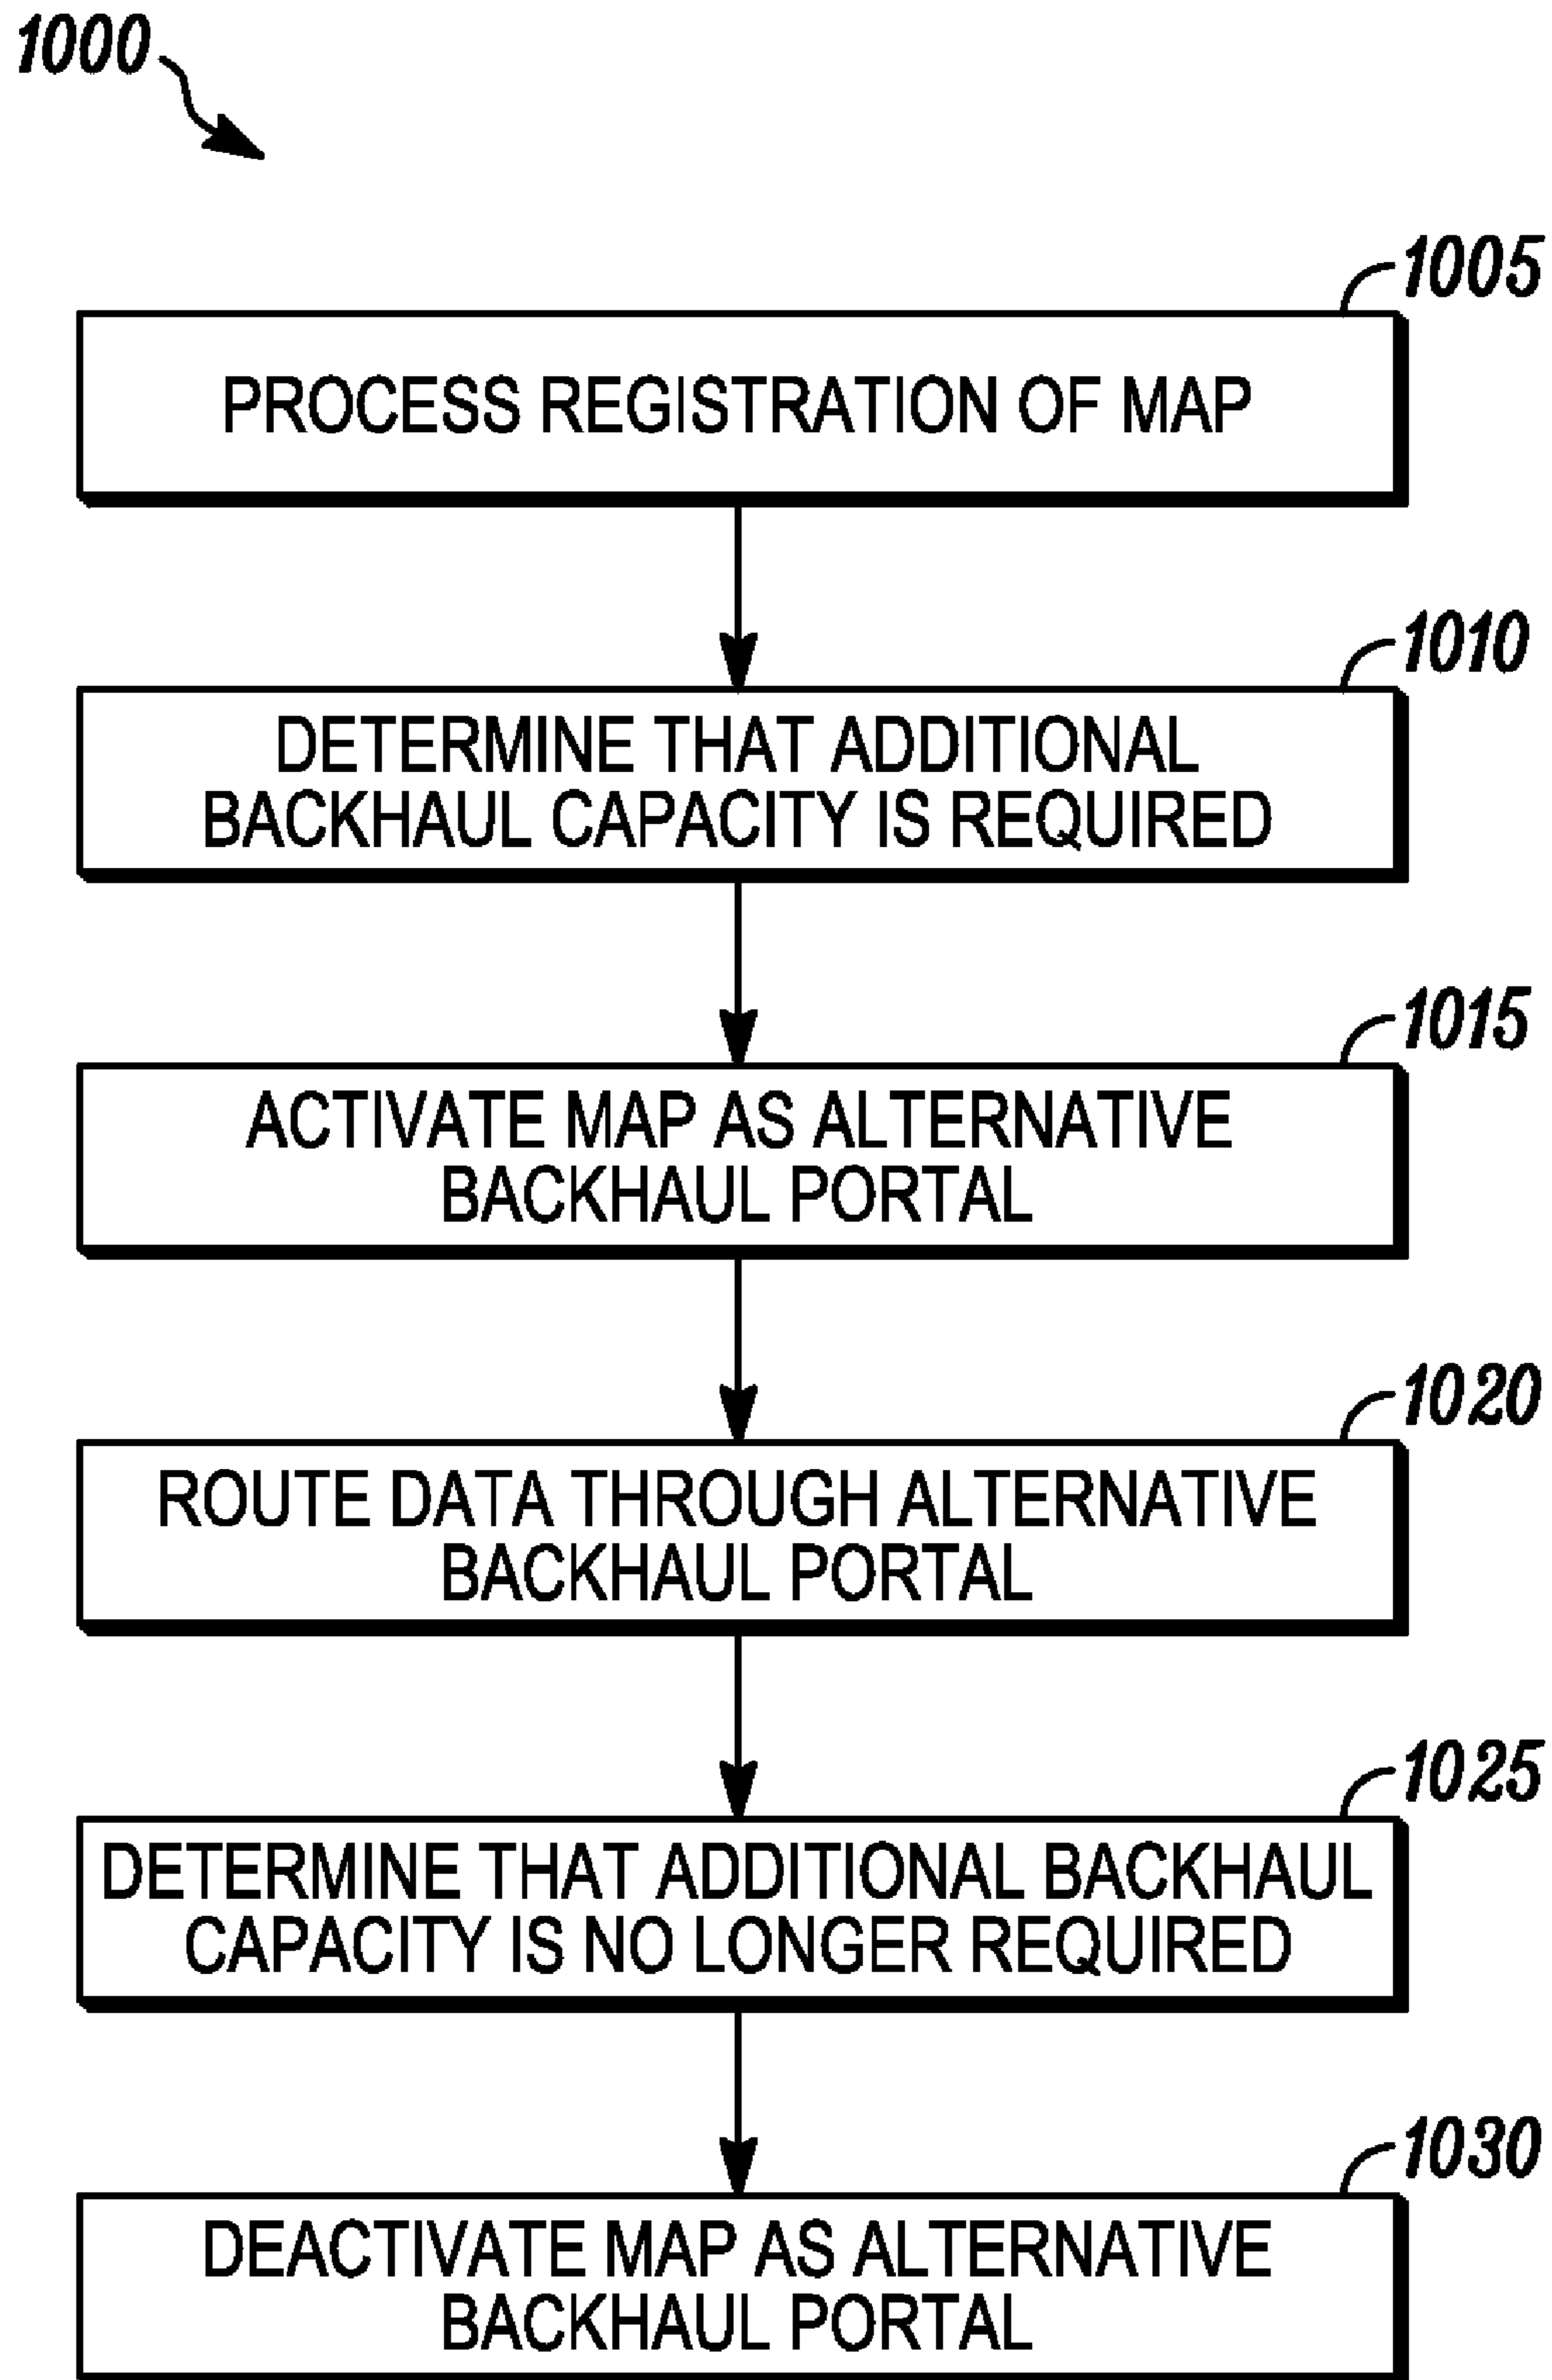 1000
1005
PROCESS REGISTRATION OF MAP
1010
DETERMINE THAT ADDITIONAL
BACKHAUL CAPACITY IS REQUIRED
1015
ACTIVATE MAP AS ALTERNATIVE
BACKHAUL PORTAL
1020
ROUTE DATA THROUGH ALTERNATIVE
BACKHAUL PORTAL
1025
DETERMINE THAT ADDITIONAL BACKHAUL
CAPACITY IS NO LONGER REQUIRED
1030
DEACTIVATE MAP AS ALTERNATIVE
BACKHAUL PORTAL